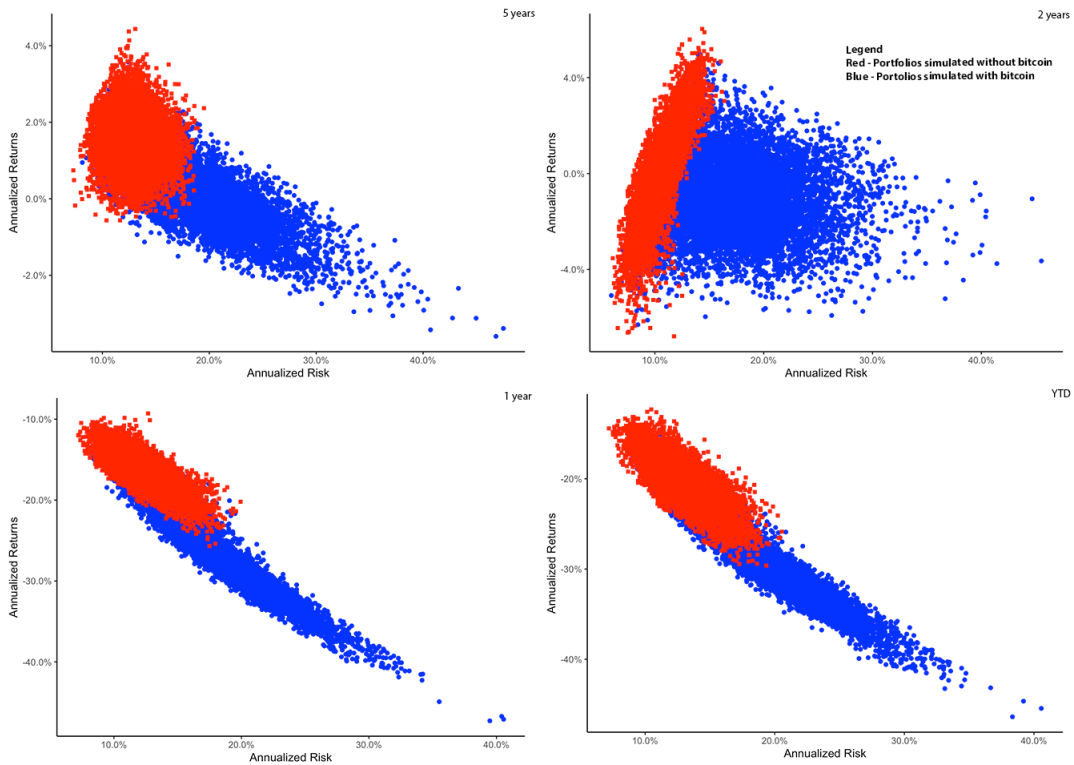 5 years
4.0%
2.0%
0.0%
-2.0%
Annualized Returns
10.0%
20.0%
30.0%
40.0%
Annualized Risk
2 years
Legend
Red - Portfolios simulated without bitcoin
Blue - Portolios simulated with bitcoin
4.0%
0.0%
-4.0%
Annualized Returns
10.0%
20.0%
30.0%
40.0%
Annualized Risk
1 year
-10.0%
-20.0%
-30.0%
-40.0%
Annualized Returns
10.0%
20.0%
30.0%
40.0%
Annualized Risk
YTD
-20%
-30%
-40%
Annualized Returns
10.0%
20.0%
30.0%
40.0%
Annualized Risk